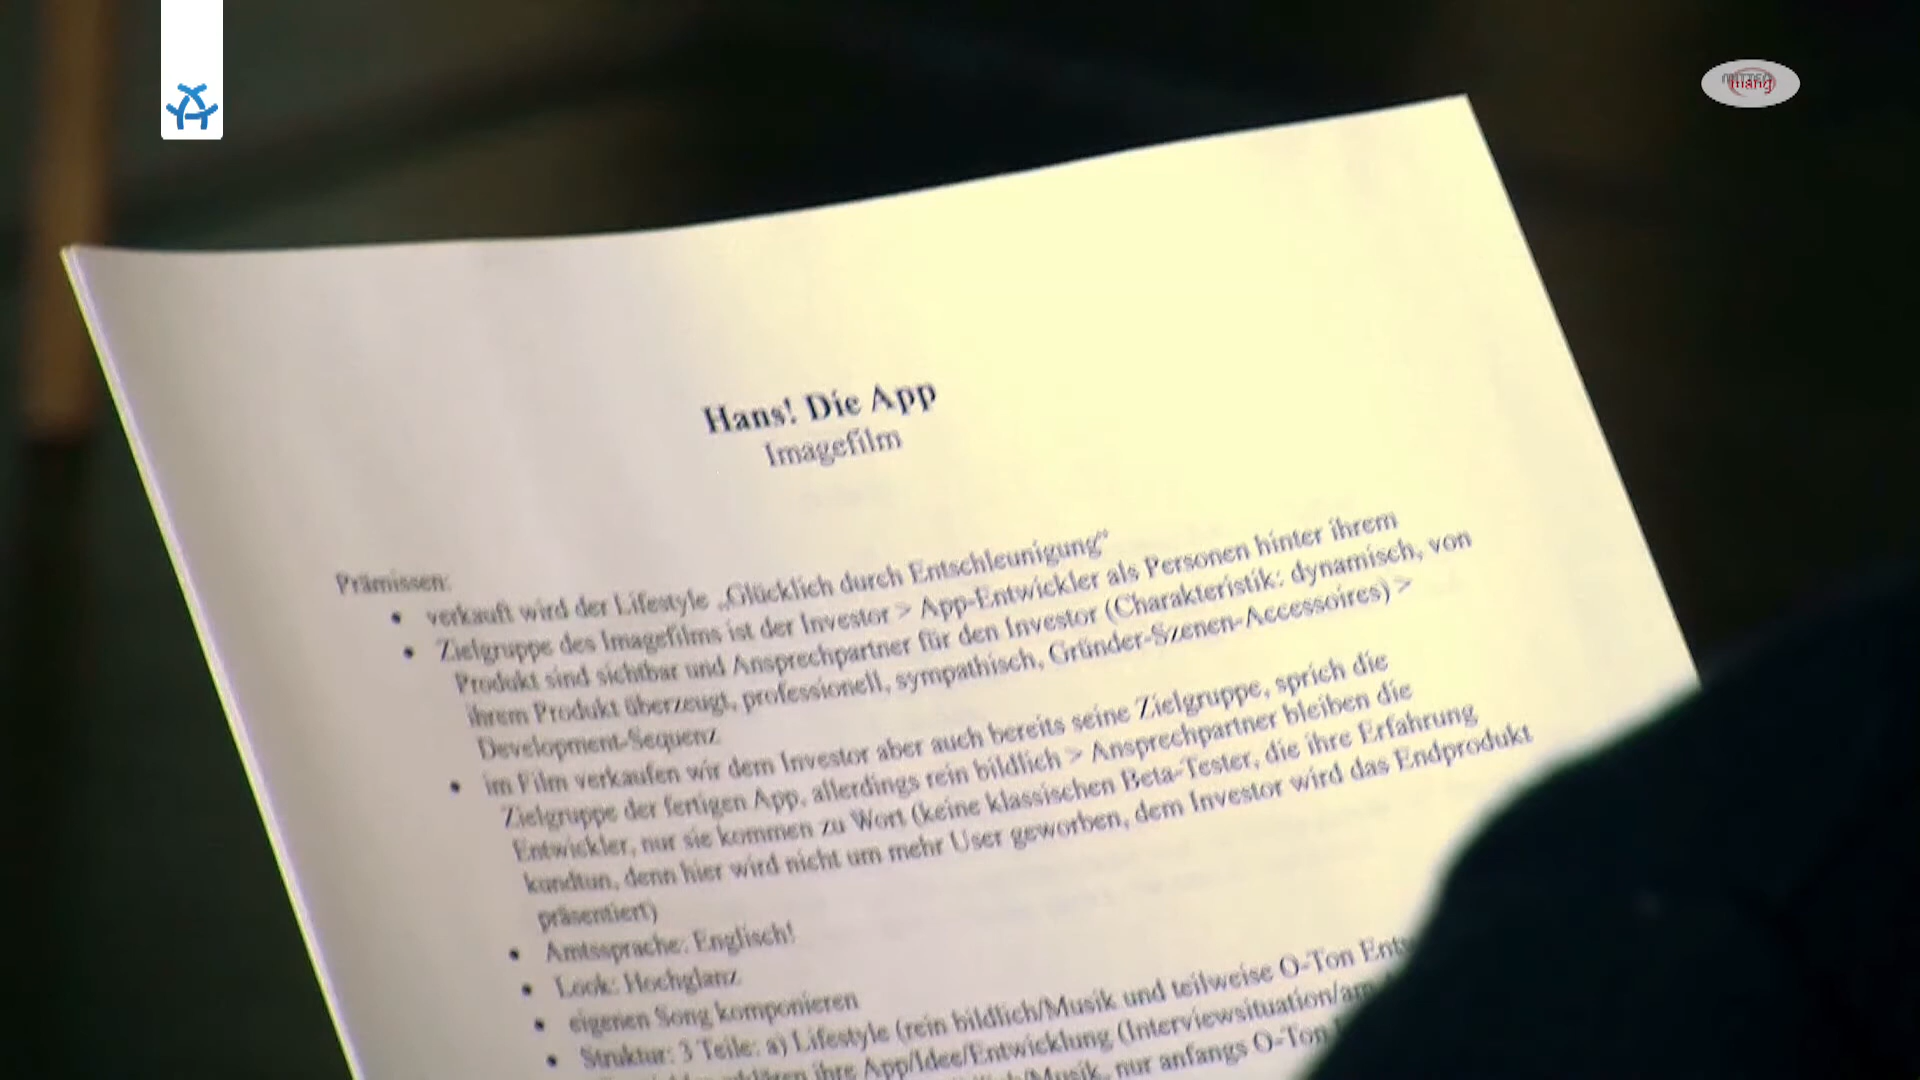 mittenmang
Hans! Die App
Imagefilm
Prämissen:
• verkauft wird der Lifestyle „Glücklich durch Entschleunigung“
• Zielgruppe des Imagefilms ist der Investor > App-Entwickler als Personen hinter ihrem
Produkt sind sichtbar und Ansprechpartner für den Investor (Charakteristik: dynamisch, von
ihrem Produkt überzeugt, professionell, sympathisch, Gründer-Szenen-Accessoires) >
Development-Sequenz
• im Film verkaufen wir dem Investor aber auch bereits seine Zielgruppe, sprich die
Zielgruppe der fertigen App, allerdings rein bildlich > Ansprechpartner bleiben die
Entwickler, nur sie kommen zu Wort (keine klassischen Beta-Tester, die ihre Erfahrung
kundtun, denn hier wird nicht um mehr User geworben, dem Investor wird das Endprodukt
präsentiert)
• Amtssprache: Englisch!
• Look: Hochglanz
• eigenen Song komponieren
• Struktur: 3 Teile: a) Lifestyle (rein bildlich/Musik und teilweise O-Ton
erklären ihre App/Idee/Entwicklung (Interviewsituation/am
bildlich/Musik, nur anfangs O-Ton